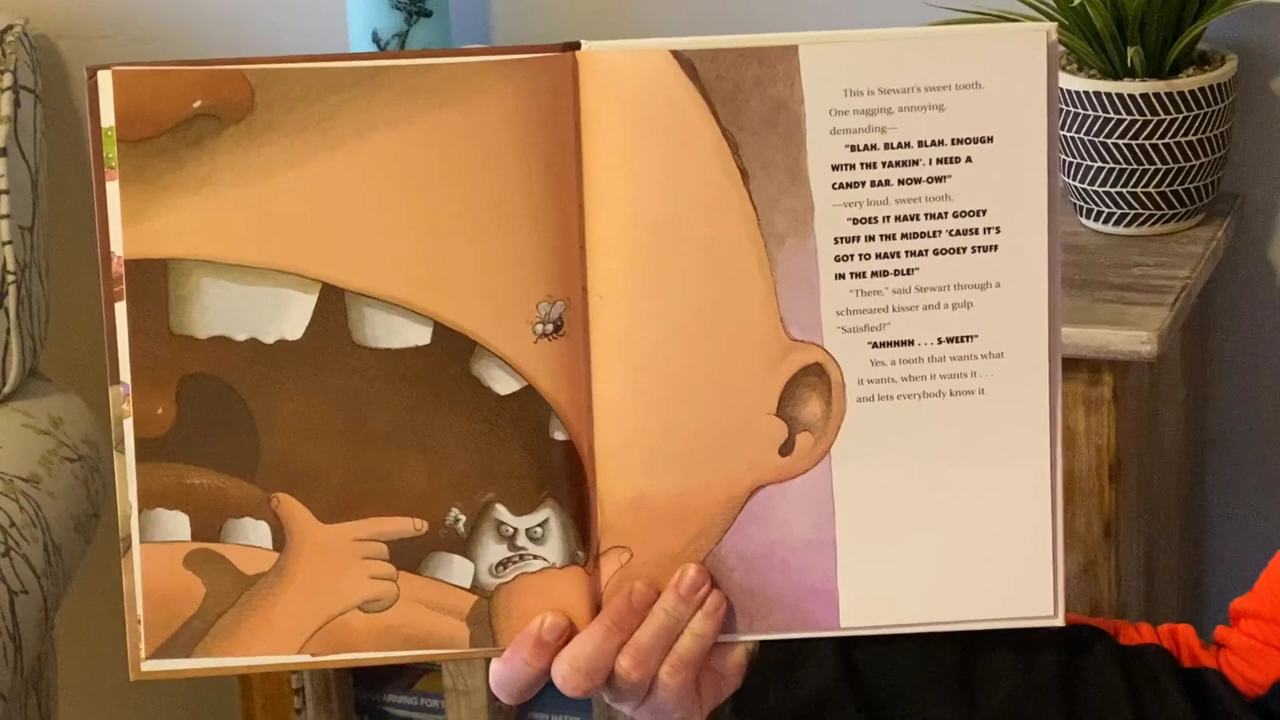 This is Stewart's sweet tooth.
One nagging, annoying,
demanding—
"BLAH. BLAH. BLAH. ENOUGH
WITH THE YAKKIN'. I NEED A
CANDY BAR. NOW-OW!"
—very loud, sweet tooth.
"DOES IT HAVE THAT GOOEY
STUFF IN THE MIDDLE? 'CAUSE IT'S
GOT TO HAVE THAT GOOEY STUFF
IN THE MID-DLE!"
"There," said Stewart through a
schmeared kisser and a gulp.
"Satisfied?"
"AHHHHH . . . S-WEET!"
Yes, a tooth that wants what
it wants, when it wants it . . .
and lets everybody know it.
FOR